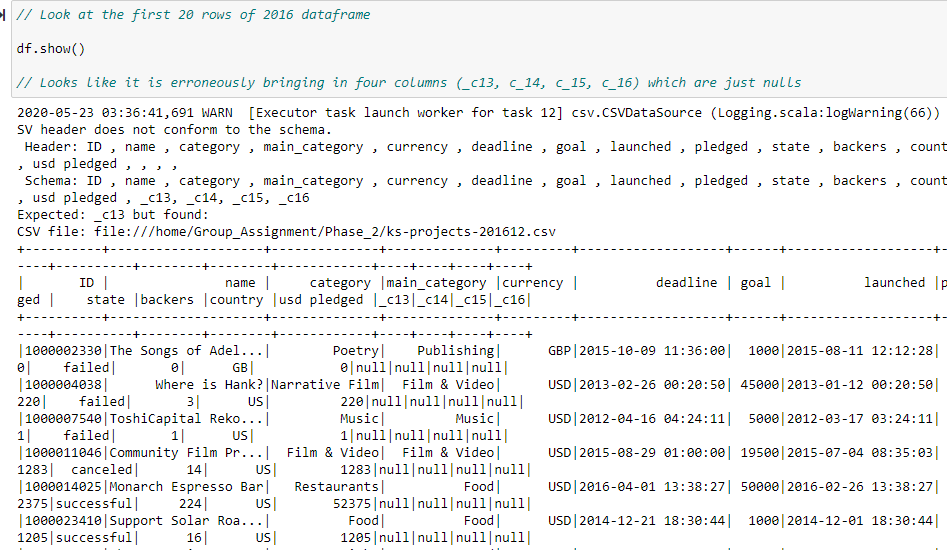 // Look at the first 20 rows of 2016 dataframe
df.show()
// Looks like it is erroneously bringing in four columns (_c13, c_14, c_15, c_16) which are just nulls
2020-05-23 03:36:41,691 WARN  [Executor task launch worker for task 12] csv.CSVDataSource (Logging.scala:logWarning(66))
SV header does not conform to the schema.
 Header: ID , name , category , main_category , currency , deadline , goal , launched , pledged , state , backers , count
, usd pledged , , , ,
 Schema: ID , name , category , main_category , currency , deadline , goal , launched , pledged , state , backers , count
, usd pledged , _c13, _c14, _c15, _c16
Expected: _c13 but found:
CSV file: file:///home/Group_Assignment/Phase_2/ks-projects-201612.csv
+----------+--------------------+--------------+-------------+---------+-------------------+------+-------------------+-
----+----------+--------+--------+------------+----+----+----+----+
|       ID |               name |     category |main_category |currency |           deadline | goal |          launched |p
ged |    state |backers |country |usd pledged |_c13|_c14|_c15|_c16|
+----------+--------------------+--------------+-------------+---------+-------------------+------+-------------------+-
----+----------+--------+--------+------------+----+----+----+----+
|1000002330|The Songs of Adel...|        Poetry|    Publishing|      GBP|2015-10-09 11:36:00|  1000|2015-08-11 12:12:28|
0|    failed|       0|      GB|           0|null|null|null|null|
|1000004038|      Where is Hank?|Narrative Film|  Film & Video|      USD|2013-02-26 00:20:50| 45000|2013-01-12 00:20:50|
220|    failed|       3|      US|         220|null|null|null|null|
|1000007540|ToshiCapital Reko...|         Music|         Music|      USD|2012-04-16 04:24:11|  5000|2012-03-17 03:24:11|
1|    failed|       1|      US|           1|null|null|null|null|
|1000011046|Community Film Pr...|  Film & Video|  Film & Video|      USD|2015-08-29 01:00:00| 19500|2015-07-04 08:35:03|
1283|  canceled|      14|      US|        1283|null|null|null|null|
|1000014025|Monarch Espresso Bar|   Restaurants|          Food|      USD|2016-04-01 13:38:27| 50000|2016-02-26 13:38:27|
2375|successful|     224|      US|       52375|null|null|null|null|
|1000023410|Support Solar Roa...|          Food|          Food|      USD|2014-12-21 18:30:44|  1000|2014-12-01 18:30:44|
1205|successful|      16|      US|        1205|null|null|null|null|